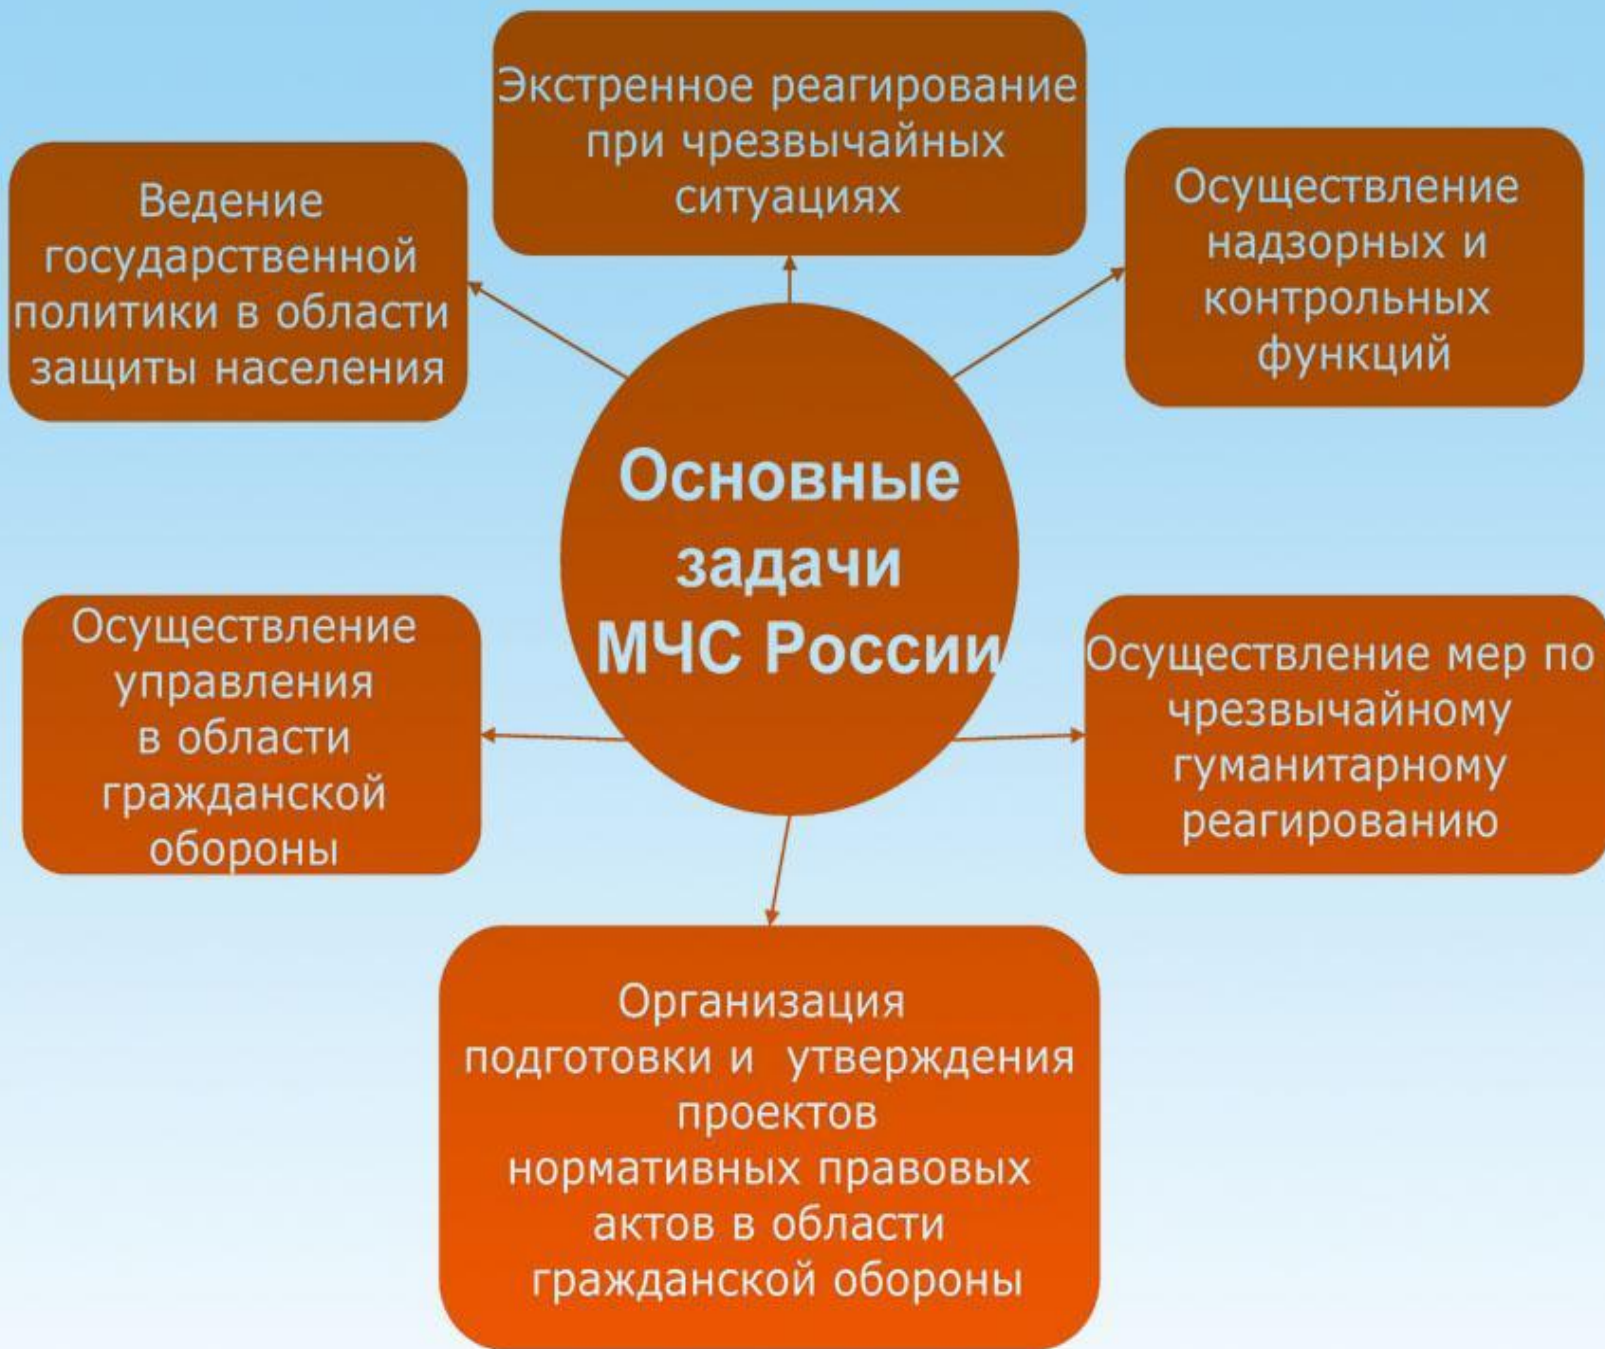 Экстренное реагирование
при чрезвычайных
ситуациях
Ведение
государственной
политики в области
защиты населения
Осуществление
надзорных и
контрольных
функций
Основные
задачи
МЧС России
Осуществление
управления
в области
гражданской
обороны
Осуществление мер по
чрезвычайному
гуманитарному
реагированию
Организация
подготовки и утверждения
проектов
нормативных правовых
актов в области
гражданской обороны